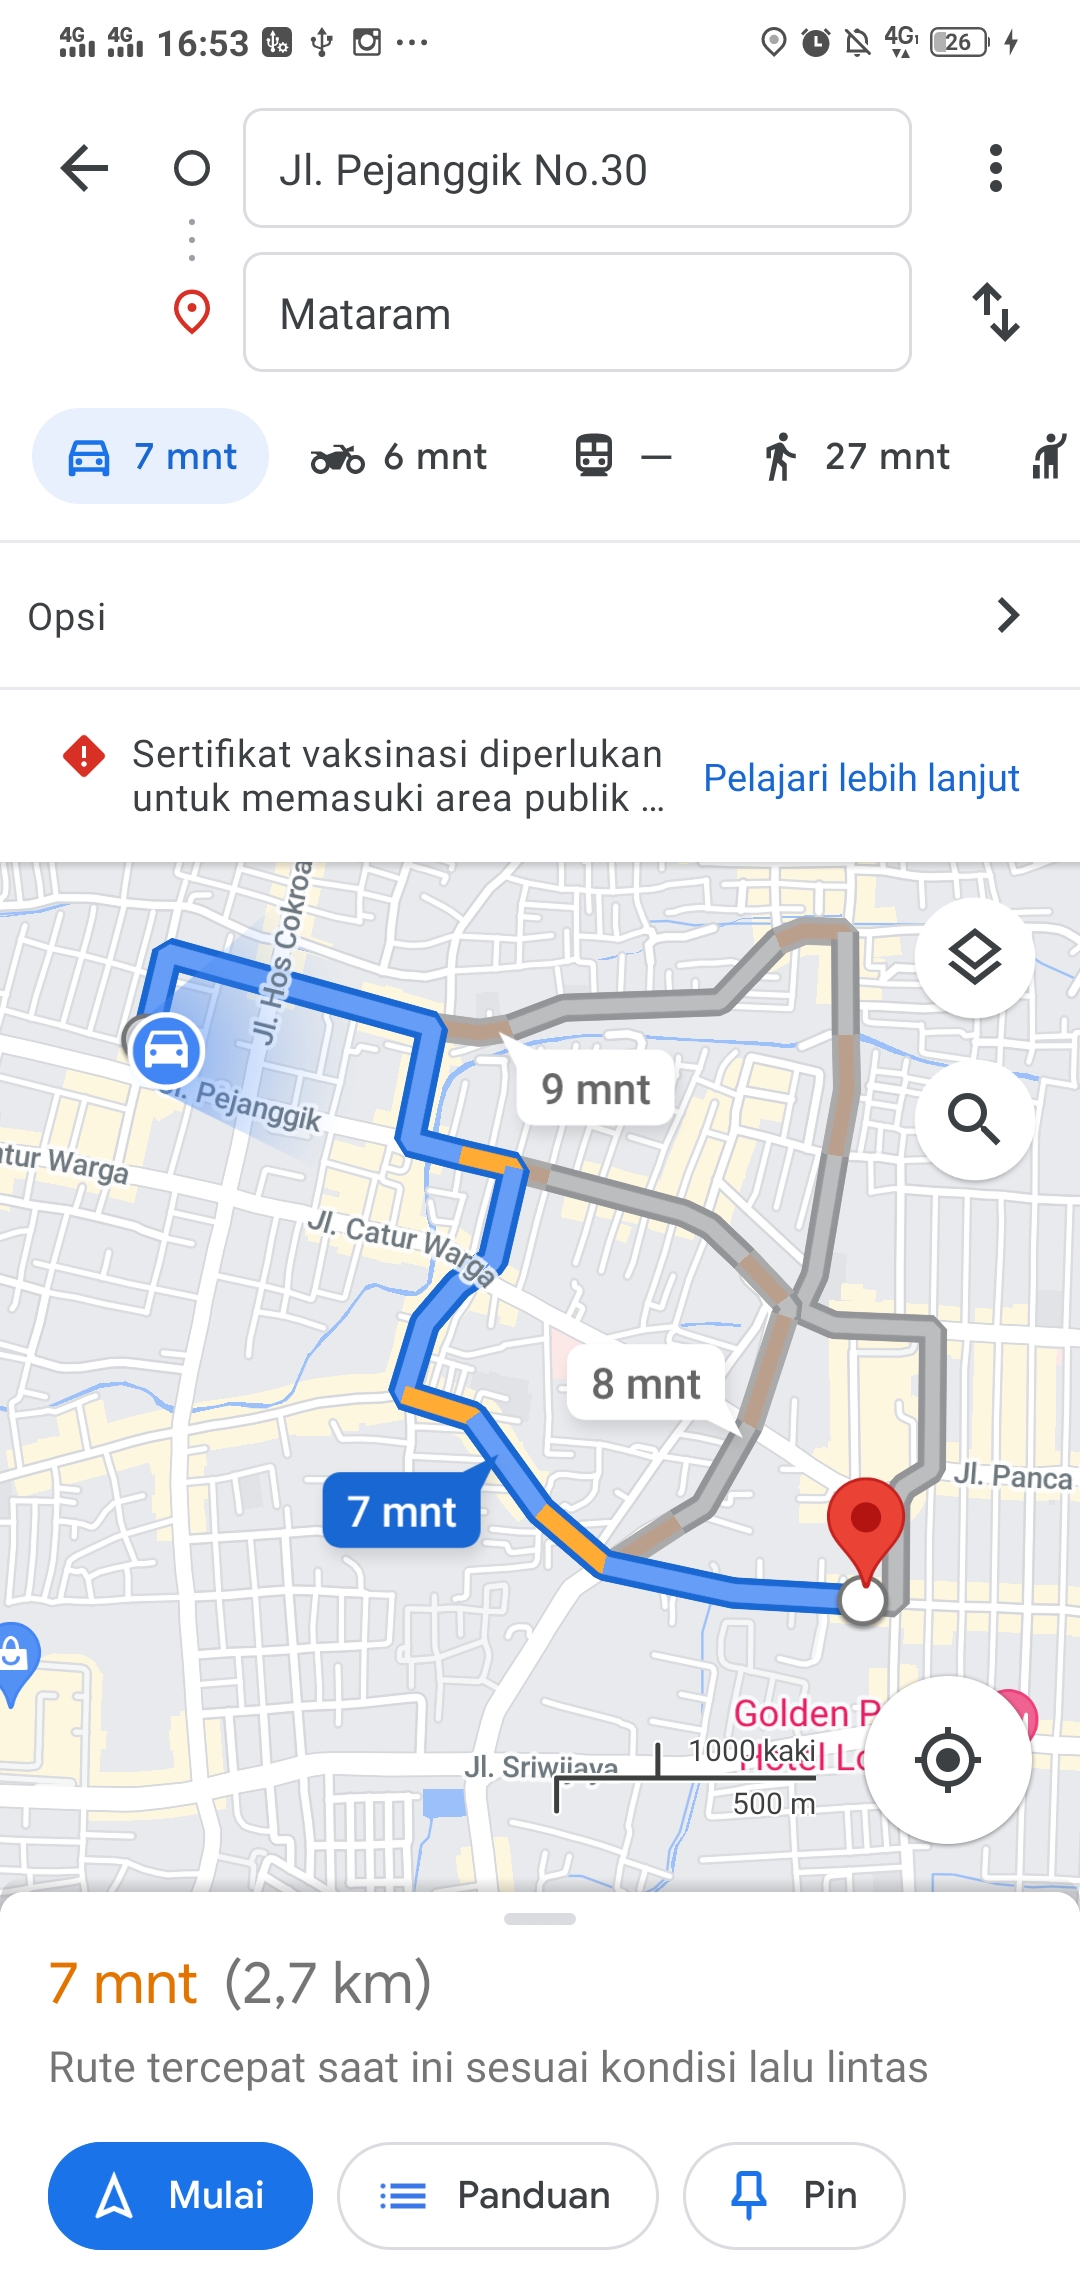 4G 4G 16:53 4G 26
Jl. Pejanggik No.30
Mataram
7 mnt 6 mnt — 27 mnt
Opsi
Sertifikat vaksinasi diperlukan
untuk memasuki area publik ...
Pelajari lebih lanjut
Jl. Hos Cokroa
9 mnt
Jl. Pejanggik
atur Warga
Jl. Catur Warga
8 mnt
Jl. Panca
7 mnt
Golden P
Hotel Lo
1000 kaki
Jl. Sriwijaya
500 m
7 mnt (2,7 km)
Rute tercepat saat ini sesuai kondisi lalu lintas
Mulai Panduan Pin